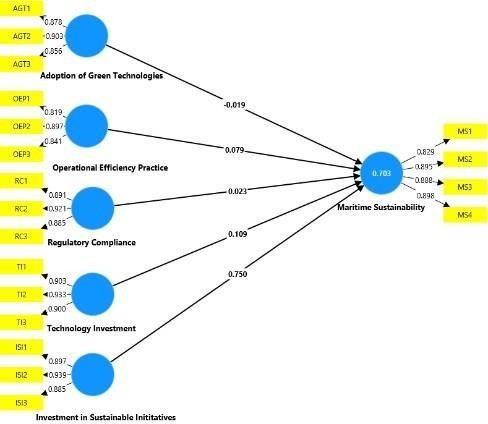 AGT1
0.878
AGT2
0.903
0.856
AGT3
Adoption of Green Technologies
-0.019
OEP1
0.819
OEP2
0.897
0.841
OEP3
Operational Efficiency Practice
0.079
RC1
0.891
RC2
0.921
0.885
RC3
Regulatory Compliance
0.023
TI1
0.903
TI2
0.933
0.900
TI3
Technology Investment
0.109
ISI1
0.897
ISI2
0.939
0.885
ISI3
Investment in Sustainable Inititatives
0.750
0.703
Maritime Sustainability
MS1
0.829
MS2
0.895
0.888
MS3
0.898
MS4